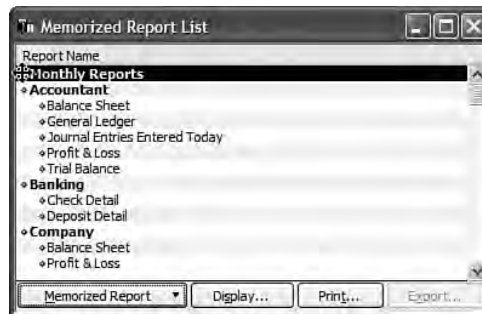 Memorized Report List
Report Name
Monthly Reports
Accountant
Balance Sheet
General Ledger
Journal Entries Entered Today
Profit & Loss
Trial Balance
Banking
Check Detail
Deposit Detail
Company
Balance Sheet
Profit & Loss
Memorized Report Display... Print... Export...